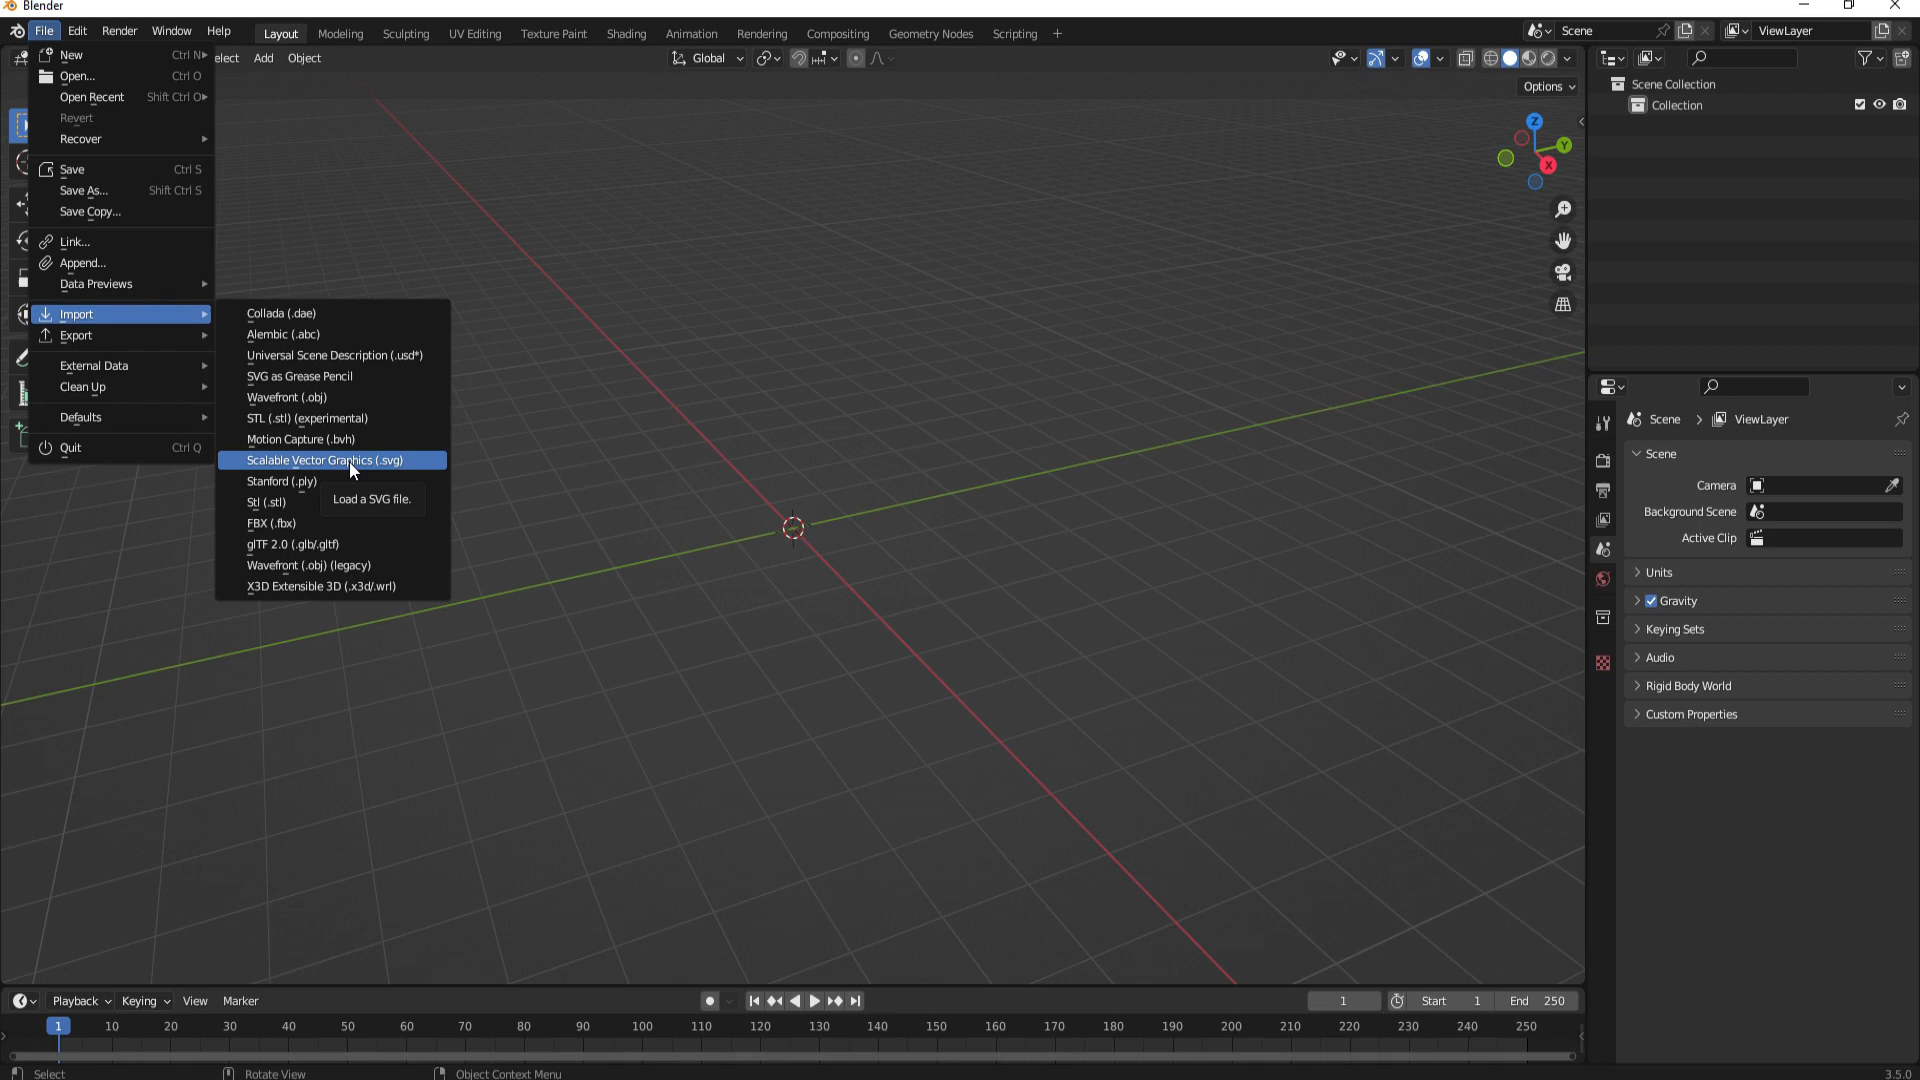 Blender
File Edit Render Window Help Layout Modeling Sculpting UV Editing Texture Paint Shading Animation Rendering Compositing Geometry Nodes Scripting + Scene ViewLayer
New Ctrl N
elect Add Object Global
Open... Ctrl O
Options
Open Recent Shift Ctrl O
Revert
Recover
Save Ctrl S
Save As... Shift Ctrl S
Save Copy...
Link...
Append...
Data Previews
Import
Export
External Data
Clean Up
Defaults
Quit Ctrl Q
Collada (.dae)
Alembic (.abc)
Universal Scene Description (.usd*)
SVG as Grease Pencil
Wavefront (.obj)
STL (.stl) (experimental)
Motion Capture (.bvh)
Scalable Vector Graphics (.svg)
Stanford (.ply)
Load a SVG file.
Stl (.stl)
FBX (.fbx)
glTF 2.0 (.glb/.gltf)
Wavefront (.obj) (legacy)
X3D Extensible 3D (.x3d/.wrl)
Z
Y
X
Scene Collection
Collection
Scene ViewLayer
Scene
Camera
Background Scene
Active Clip
Units
Gravity
Keying Sets
Audio
Rigid Body World
Custom Properties
Playback Keying View Marker 1 Start 1 End 250
1 10 20 30 40 50 60 70 80 90 100 110 120 130 140 150 160 170 180 190 200 210 220 230 240 250
Select Rotate View Object Context Menu 3.5.0